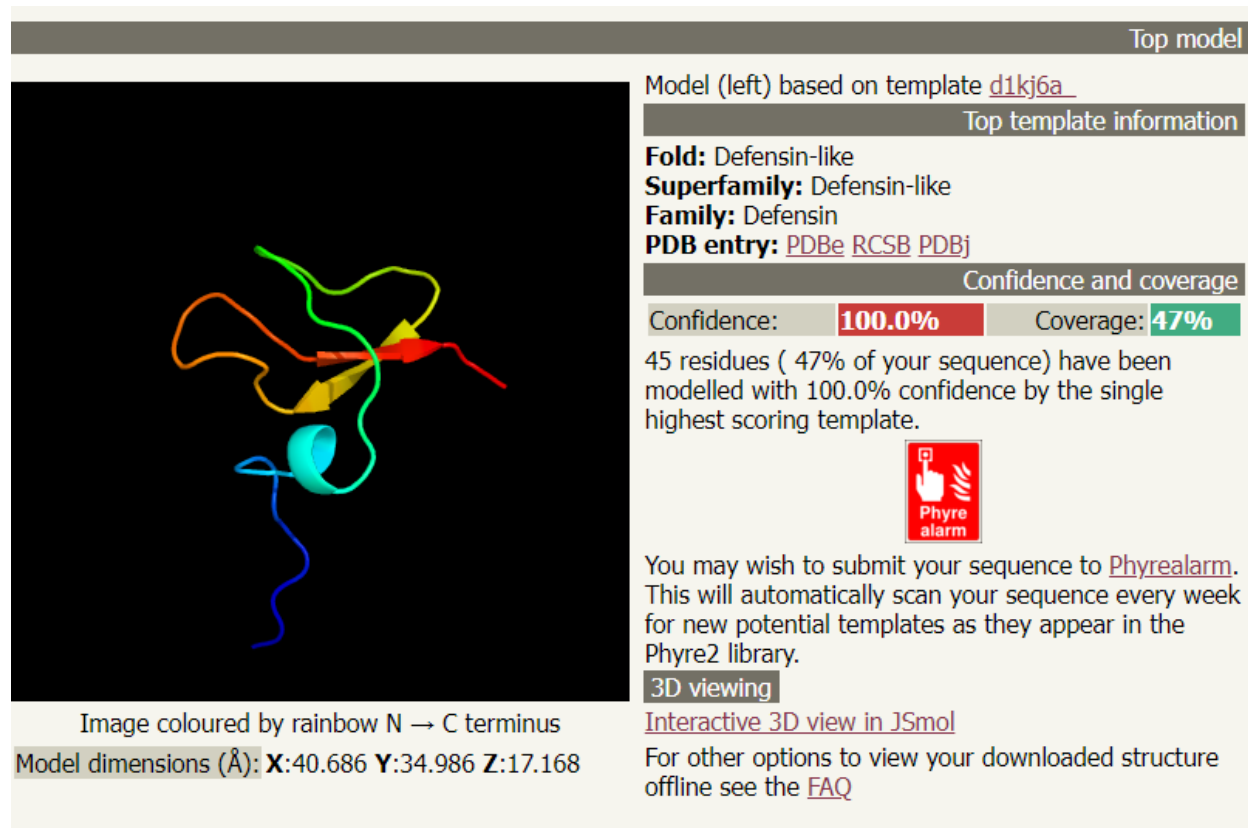 Top model
Model (left) based on template d1kj6a_
Top template information
Fold: Defensin-like
Superfamily: Defensin-like
Family: Defensin
PDB entry: PDBe RCSB PDBj
Confidence and coverage
Confidence: 100.0% Coverage: 47%
45 residues ( 47% of your sequence) have been
modelled with 100.0% confidence by the single
highest scoring template.
Phyre
alarm
You may wish to submit your sequence to Phyrealarm.
This will automatically scan your sequence every week
for new potential templates as they appear in the
Phyre2 library.
3D viewing
Interactive 3D view in JSmol
For other options to view your downloaded structure
offline see the FAQ
Image coloured by rainbow N → C terminus
Model dimensions (Å): X:40.686 Y:34.986 Z:17.168